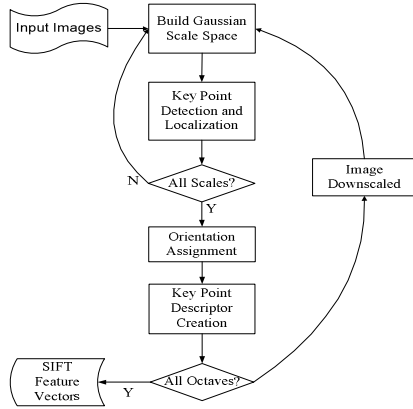 Input Images
Build Gaussian
Scale Space
Key Point
Detection and
Localization
All Scales?
N
Y
Image
Downscaled
Orientation
Assignment
Key Point
Descriptor
Creation
All Octaves?
Y
SIFT
Feature
Vectors